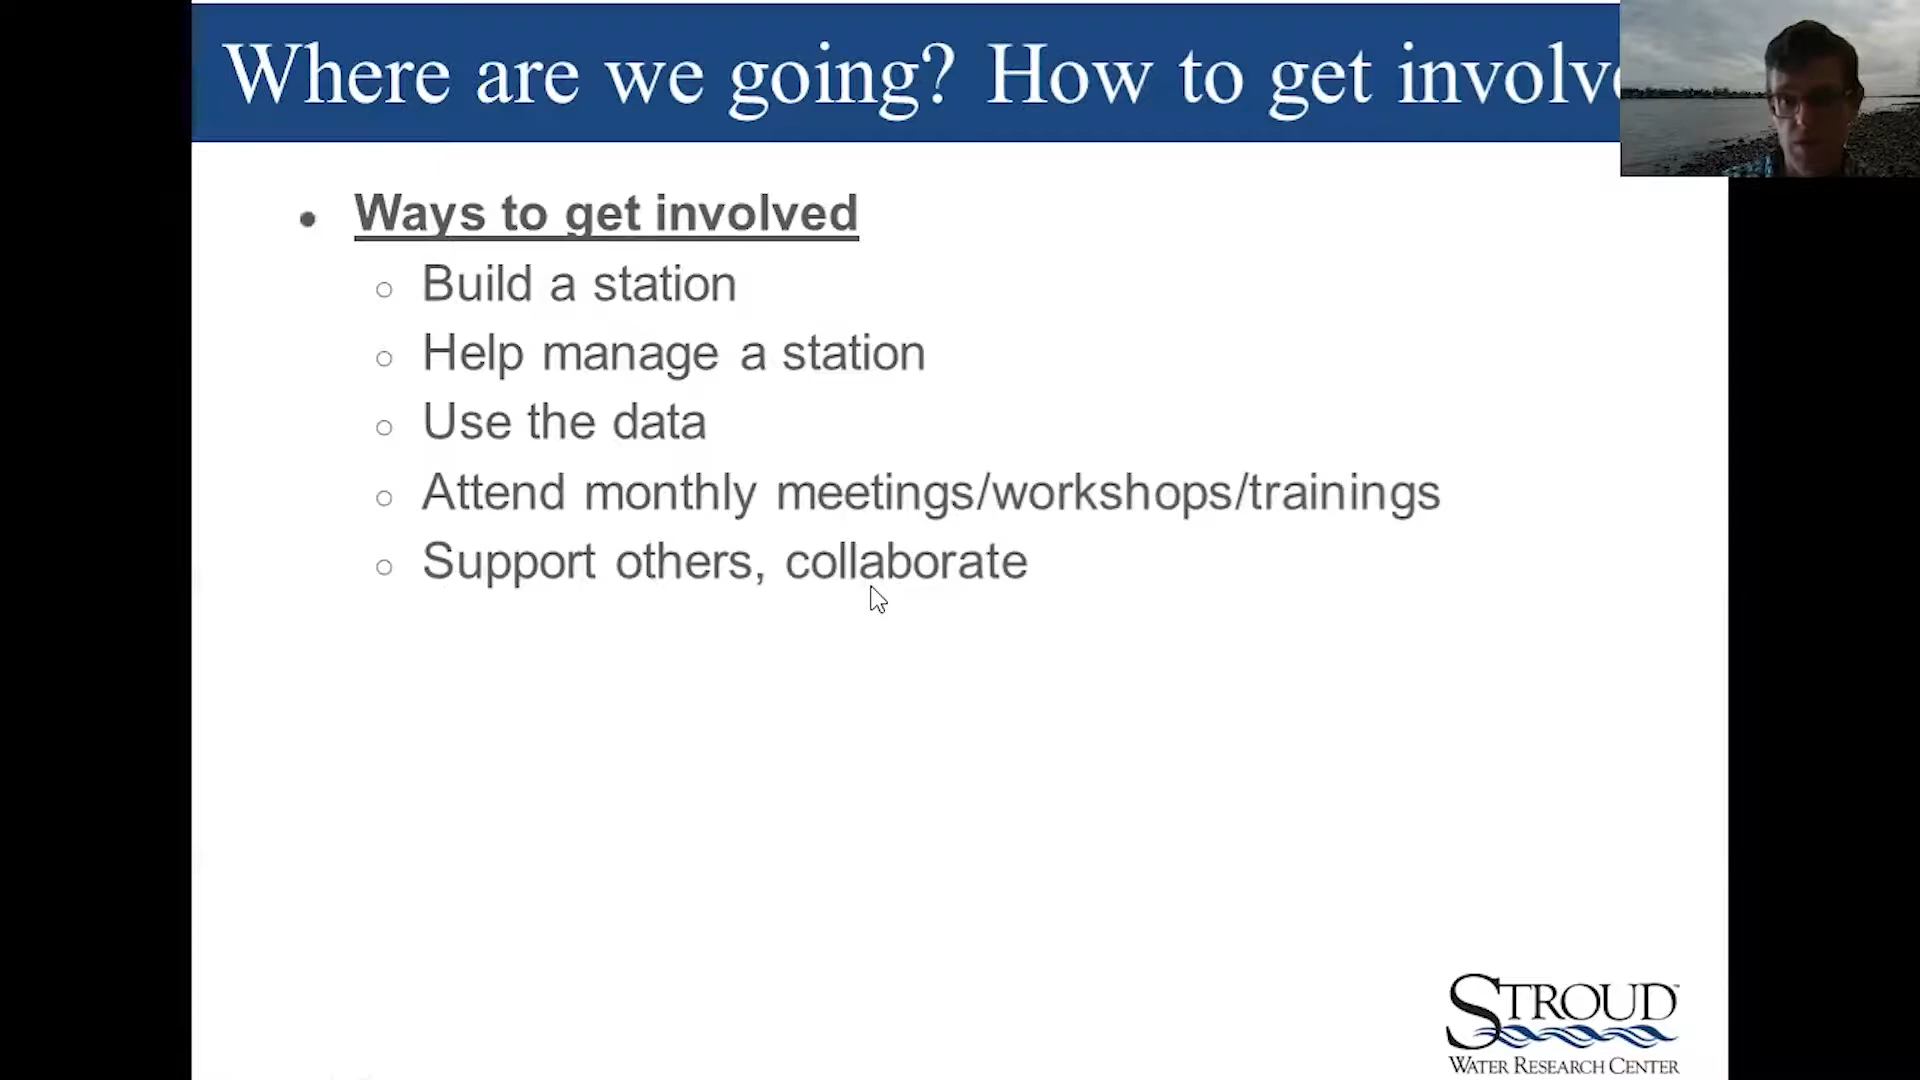 Where are we going? How to get involv
Ways to get involved
Build a station
Help manage a station
Use the data
Attend monthly meetings/workshops/trainings
Support others, collaborate
STROUD™
WATER RESEARCH CENTER